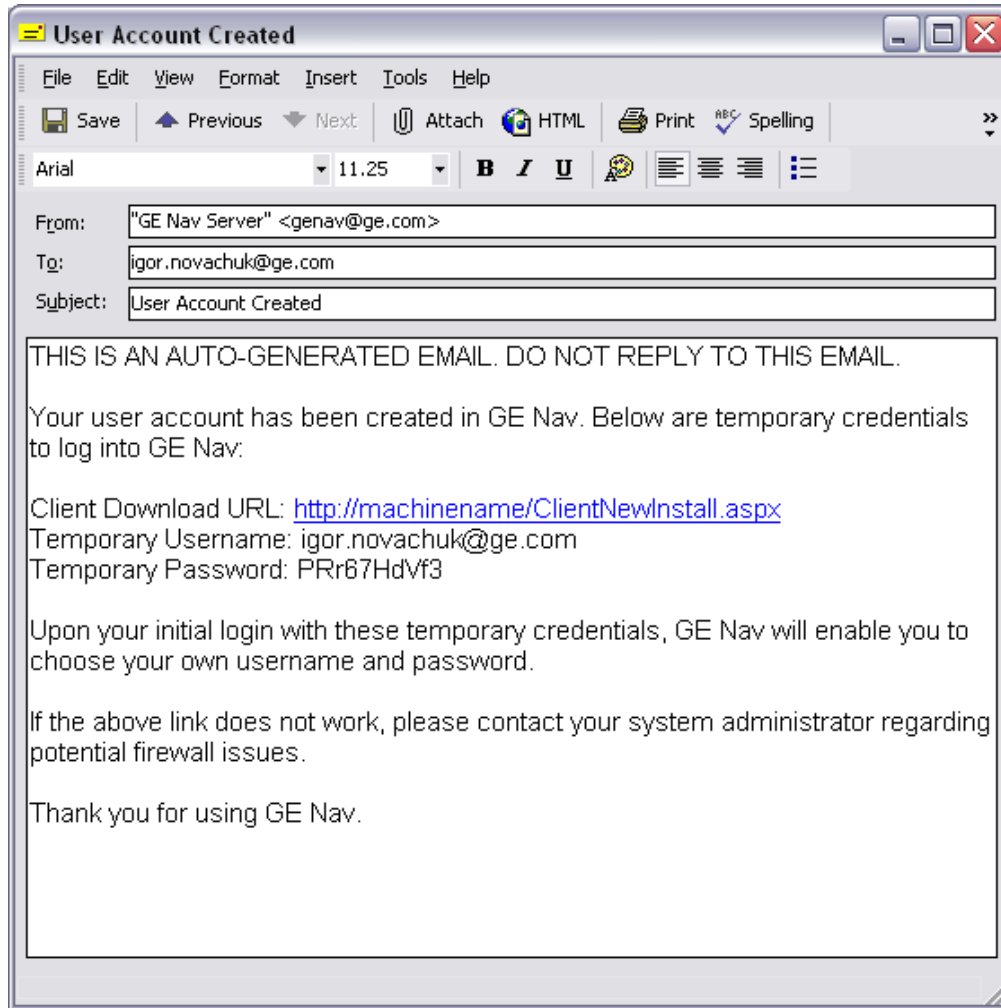 User Account Created
File Edit View Format Insert Tools Help
Save Previous Next Attach HTML Print ABC Spelling »
Arial 11.25 B I U A
From: "GE Nav Server" <genav@ge.com>
To: igor.novachuk@ge.com
Subject: User Account Created
THIS IS AN AUTO-GENERATED EMAIL. DO NOT REPLY TO THIS EMAIL.
Your user account has been created in GE Nav. Below are temporary credentials
to log into GE Nav:
Client Download URL: http://machinename/ClientNewInstall.aspx
Temporary Username: igor.novachuk@ge.com
Temporary Password: PRr67HdVf3
Upon your initial login with these temporary credentials, GE Nav will enable you to
choose your own username and password.
If the above link does not work, please contact your system administrator regarding
potential firewall issues.
Thank you for using GE Nav.